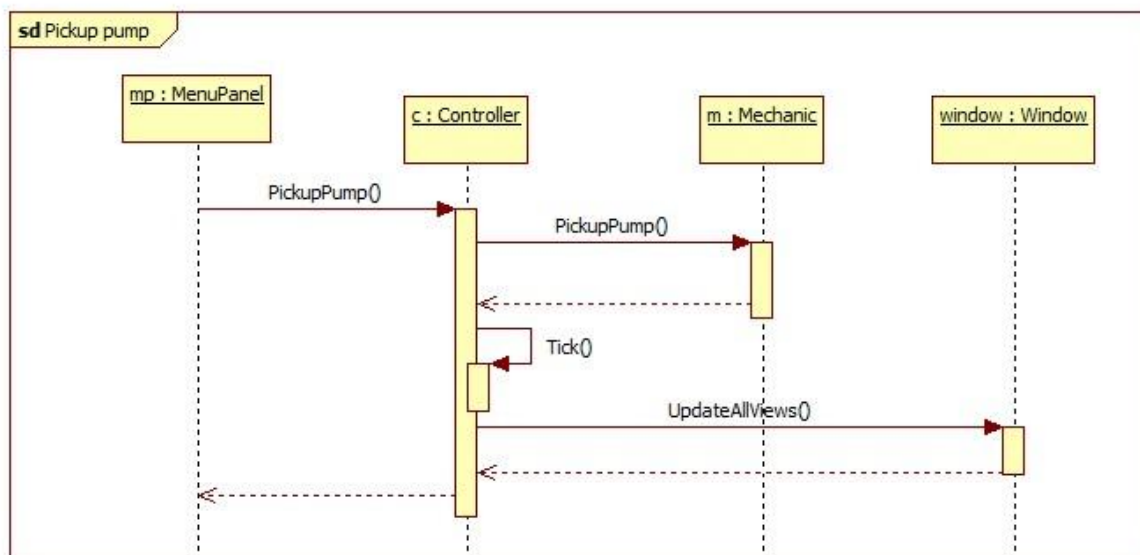 sd Pickup pump
mp : MenuPanel
c : Controller
m : Mechanic
window : Window
PickupPump()
PickupPump()
Tick()
UpdateAllViews()